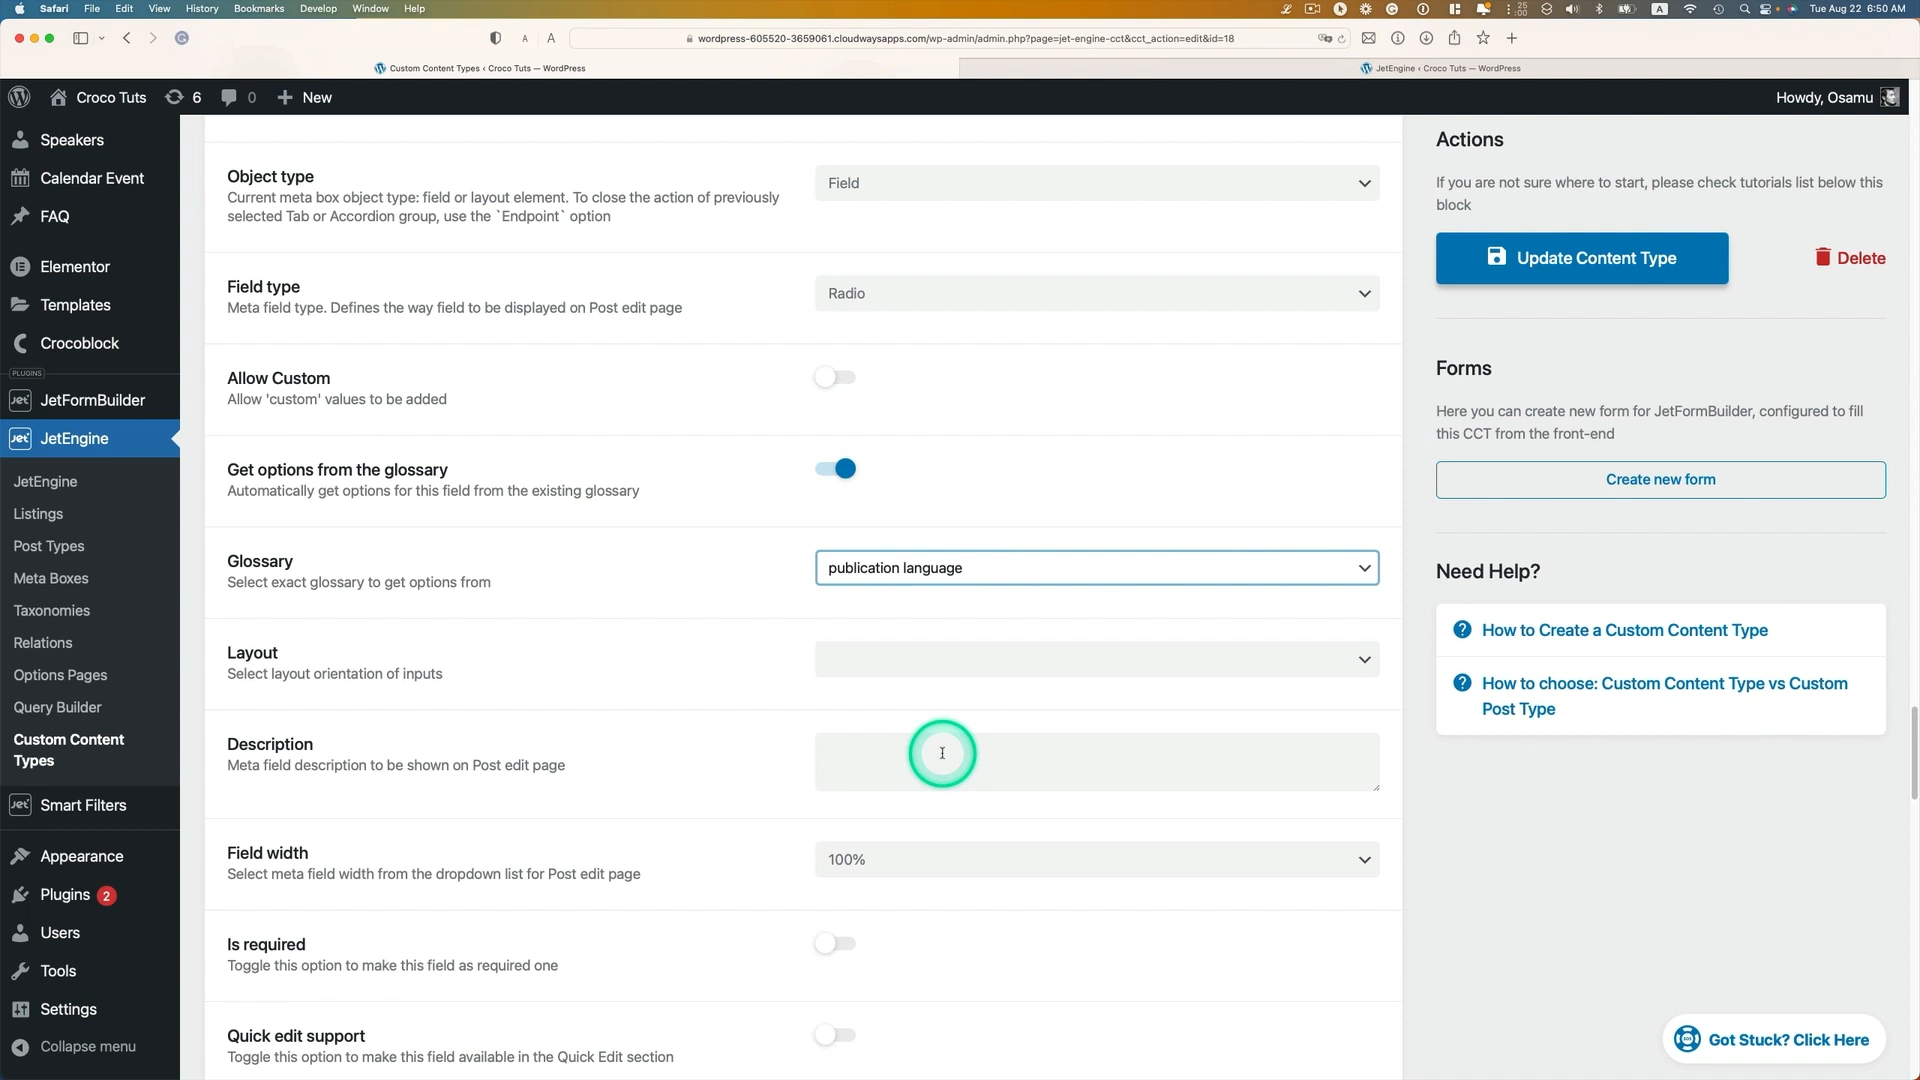 Safari File Edit View History Bookmarks Develop Window Help
25
00
A
Tue Aug 22 6:50 AM
A A
wordpress-605520-3659061.cloudwaysapps.com/wp-admin/admin.php?page=jet-engine-cct&cct_action=edit&id=18
Custom Content Types ‹ Croco Tuts — WordPress
JetEngine ‹ Croco Tuts — WordPress
Croco Tuts 6 0 New
Howdy, Osamu
Speakers
Calendar Event
FAQ
Elementor
Templates
Crocoblock
PLUGINS
JetFormBuilder
JetEngine
JetEngine
Listings
Post Types
Meta Boxes
Taxonomies
Relations
Options Pages
Query Builder
Custom Content
Types
Smart Filters
Appearance
Plugins 2
Users
Tools
Settings
Collapse menu
Object type
Current meta box object type: field or layout element. To close the action of previously
selected Tab or Accordion group, use the `Endpoint` option
Field
Field type
Meta field type. Defines the way field to be displayed on Post edit page
Radio
Allow Custom
Allow 'custom' values to be added
Get options from the glossary
Automatically get options for this field from the existing glossary
Glossary
Select exact glossary to get options from
publication language
Layout
Select layout orientation of inputs
Description
Meta field description to be shown on Post edit page
Field width
Select meta field width from the dropdown list for Post edit page
100%
Is required
Toggle this option to make this field as required one
Quick edit support
Toggle this option to make this field available in the Quick Edit section
Actions
If you are not sure where to start, please check tutorials list below this
block
Update Content Type
Delete
Forms
Here you can create new form for JetFormBuilder, configured to fill
this CCT from the front-end
Create new form
Need Help?
How to Create a Custom Content Type
How to choose: Custom Content Type vs Custom
Post Type
Got Stuck? Click Here